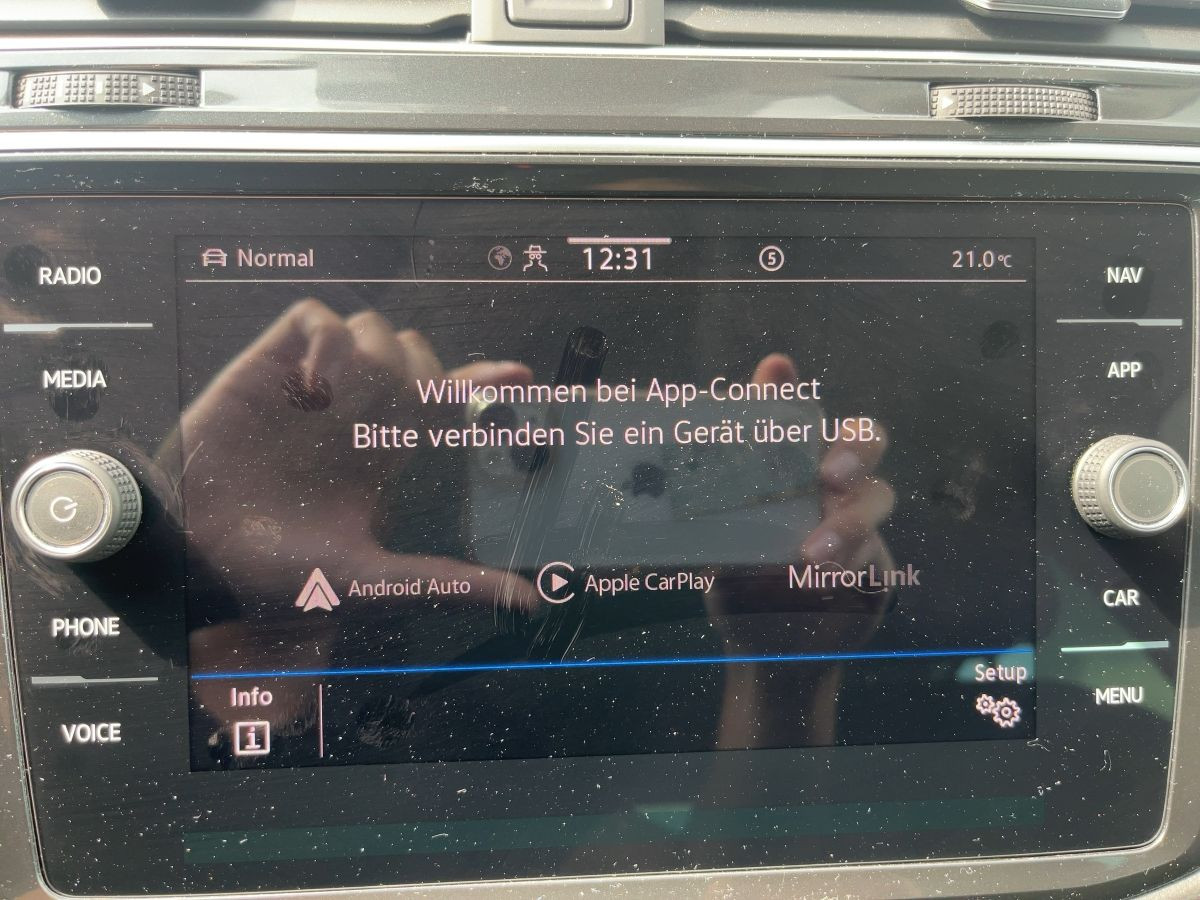 Normal
12:31
5
21.0°C
RADIO
MEDIA
PHONE
VOICE
Willkommen bei App-Connect
Bitte verbinden Sie ein Gerät über USB.
Android Auto
Apple CarPlay
MirrorLink
Info
i
Setup
NAV
APP
CAR
MENU